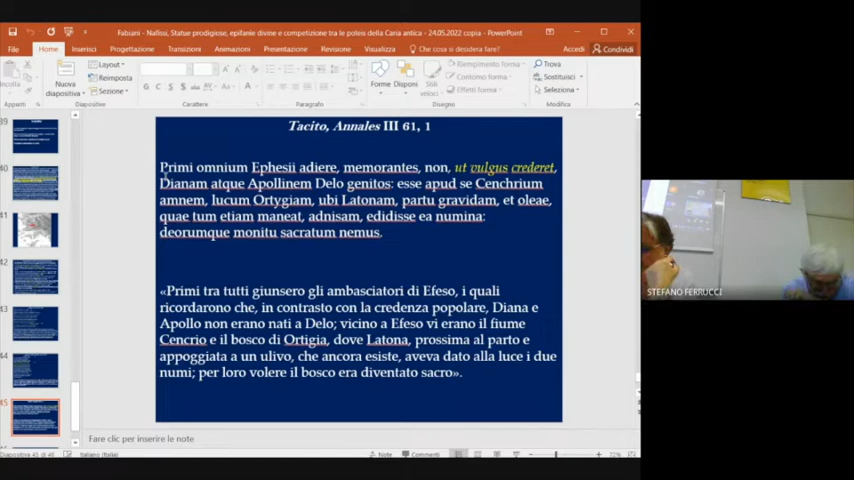 Fabiani - Nafissi, Statue prodigiose, epifanie divine e competizione tra le poleis della Caria antica - 24.05.2022 copia - PowerPoint
File Home Inserisci Progettazione Transizioni Animazioni Presentazione Revisione Visualizza Che cosa si desidera fare? Accedi Condividi
Layout
Reimposta
Sezione
Nuova
diapositiva
Forme Disponi
Stili
veloci
Riempimento forma
Contorno forma
Effetti forma
Trova
Sostituisci
Seleziona
Appunti Diapositive Carattere Paragrafo Disegno Modifica
40
41
42
43
44
45
Tacito, Annales III 61, 1
Primi omnium Ephesii adiere, memorantes, non, ut vulgus crederet,
Dianam atque Apollinem Delo genitos: esse apud se Cenchrium
amnem, lucum Ortygiam, ubi Latonam, partu gravidam, et oleae,
quae tum etiam maneat, adnisam, edidisse ea numina:
deorumque monitu sacratum nemus.
«Primi tra tutti giunsero gli ambasciatori di Efeso, i quali
ricordarono che, in contrasto con la credenza popolare, Diana e
Apollo non erano nati a Delo; vicino a Efeso vi erano il fiume
Cencrio e il bosco di Ortigia, dove Latona, prossima al parto e
appoggiata a un ulivo, che ancora esiste, aveva dato alla luce i due
numi; per loro volere il bosco era diventato sacro».
Fare clic per inserire le note
Italiano (Italia) Note Commenti 72%
STEFANO FERRUCCI